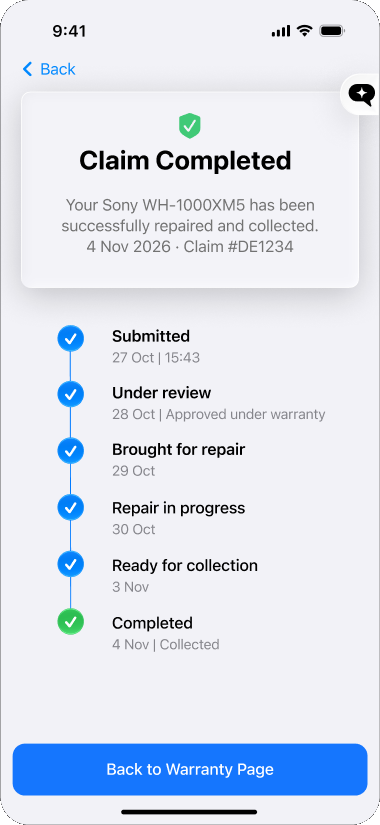 9:41
Back
Claim Completed
Your Sony WH-1000XM5 has been
successfully repaired and collected.
4 Nov 2026 · Claim #DE1234
Submitted
27 Oct | 15:43
Under review
28 Oct | Approved under warranty
Brought for repair
29 Oct
Repair in progress
30 Oct
Ready for collection
3 Nov
Completed
4 Nov | Collected
Back to Warranty Page